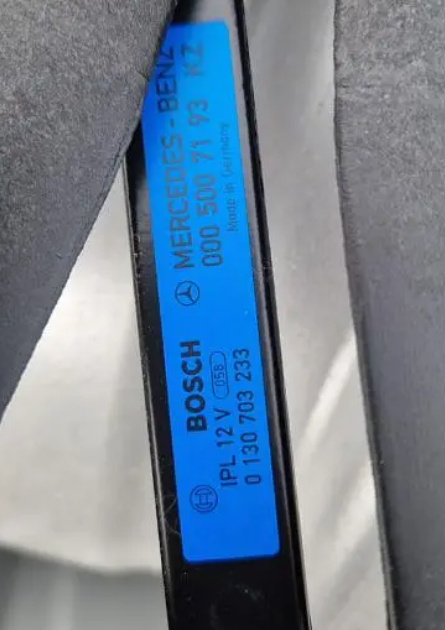 MERCEDES-BENZ
000 500 71 93 KZ
Made in Germany
BOSCH
IPL 12 V 058
0 130 703 233